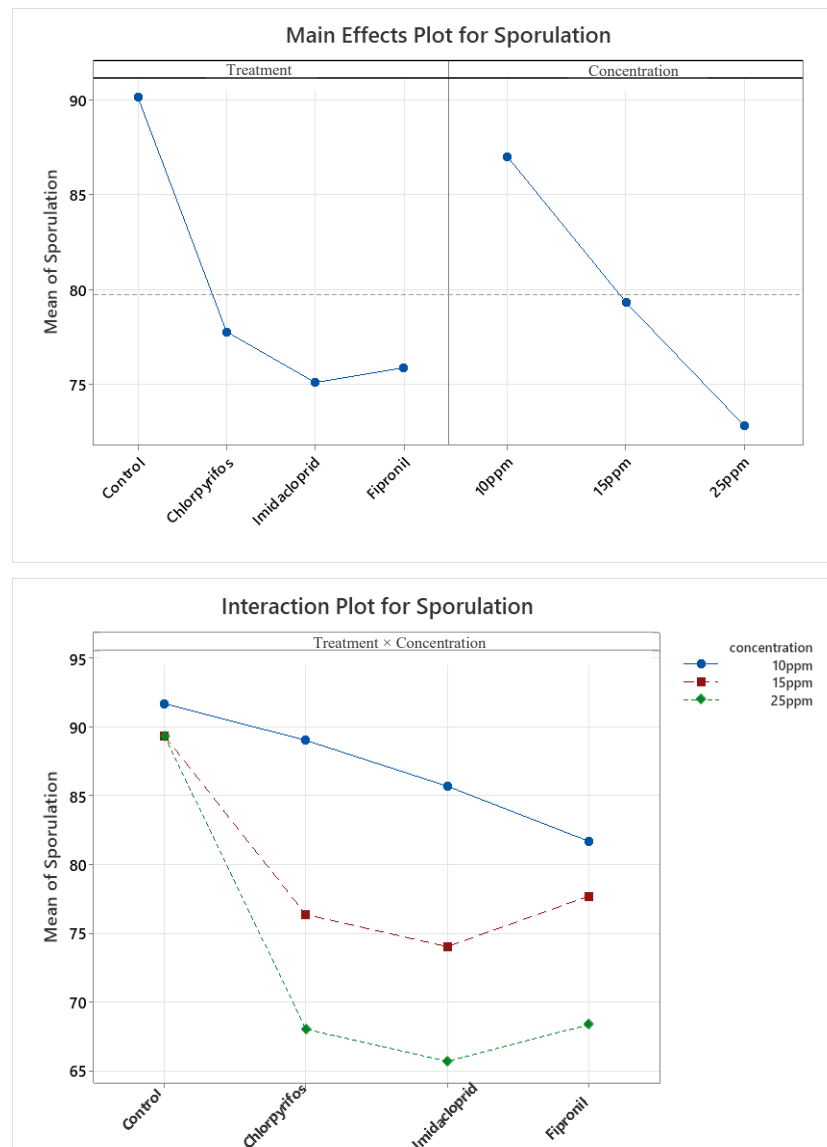 Main Effects Plot for Sporulation
Treatment
Concentration
90
85
80
75
Mean of Sporulation
Control
Chlorpyrifos
Imidacloprid
Fipronil
10ppm
15ppm
25ppm
Interaction Plot for Sporulation
Treatment × Concentration
concentration
10ppm
15ppm
25ppm
95
90
85
80
75
70
65
Mean of Sporulation
Control
Chlorpyrifos
Imidacloprid
Fipronil